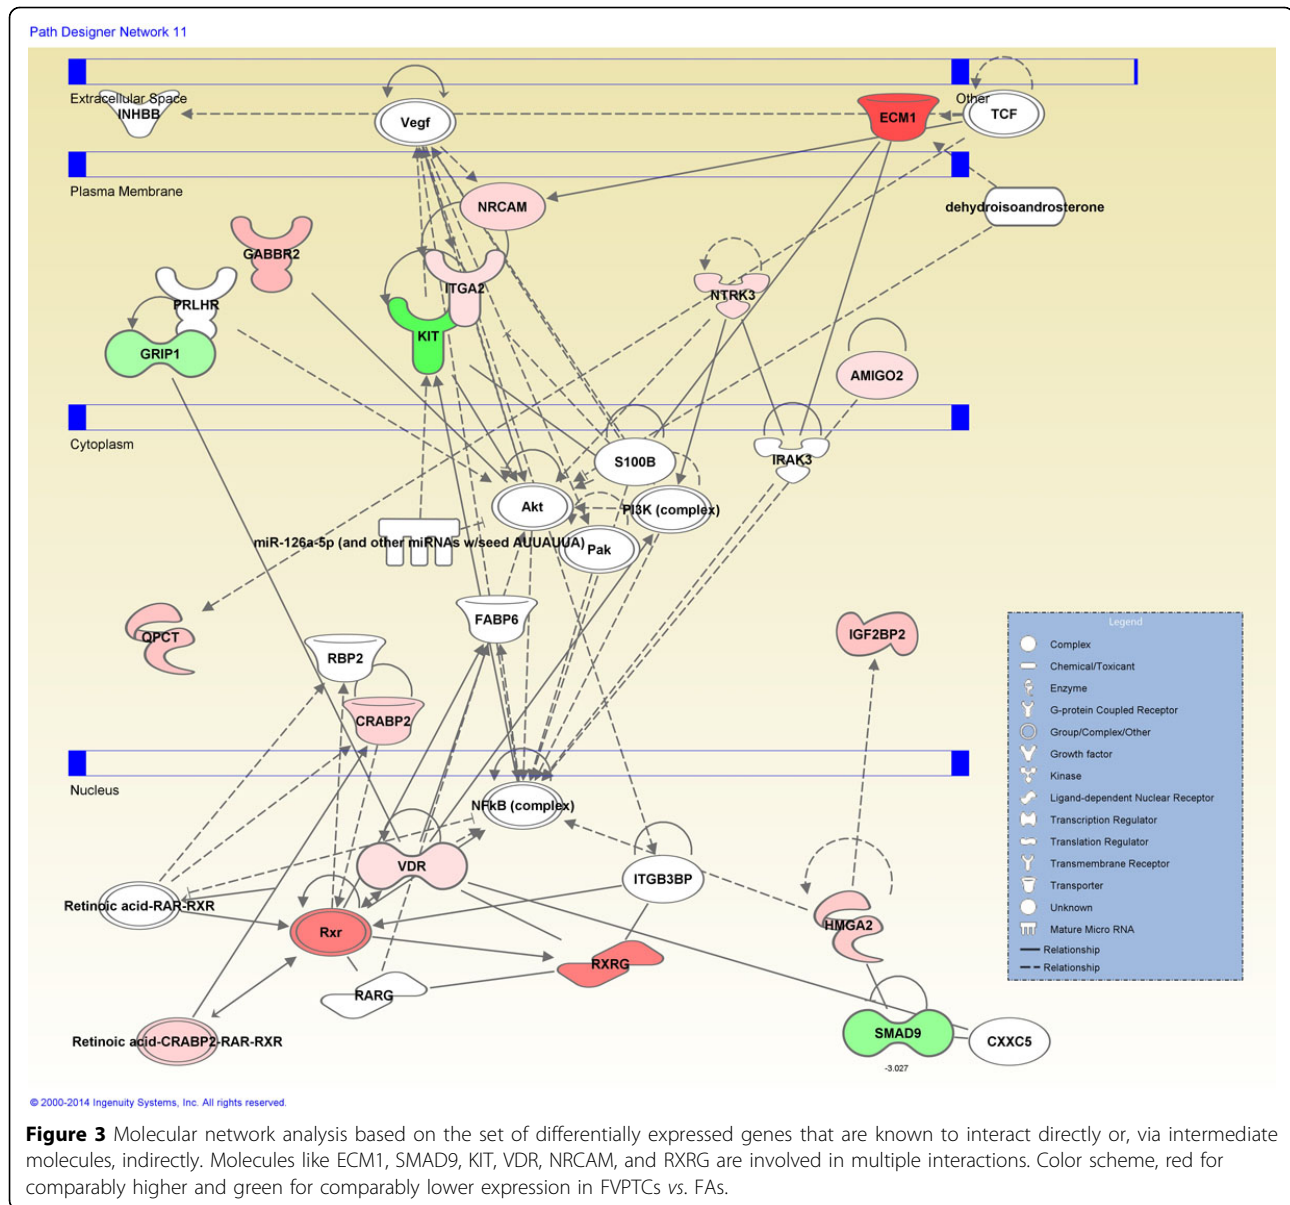 Path Designer Network 11
Extracellular Space
Other
INHBB
Vegf
ECM1
TCF
Plasma Membrane
NRCAM
dehydroisoandrosterone
GABBR2
ITGA2
NTRK3
PRLHR
KIT
GRIP1
AMIGO2
Cytoplasm
S100B
IRAK3
Akt
PI3K (complex)
miR-126a-5p (and other miRNAs w/seed AUUAUUA)
Pak
FABP6
QPCT
IGF2BP2
RBP2
CRABP2
Nucleus
NFkB (complex)
VDR
ITGB3BP
Retinoic acid-RAR-RXR
Rxr
HMGA2
RXRG
RARG
Retinoic acid-CRABP2-RAR-RXR
SMAD9
CXXC5
-3.027
Legend
Complex
Chemical/Toxicant
Enzyme
G-protein Coupled Receptor
Group/Complex/Other
Growth factor
Kinase
Ligand-dependent Nuclear Receptor
Transcription Regulator
Translation Regulator
Transmembrane Receptor
Transporter
Unknown
Mature Micro RNA
Relationship
Relationship
© 2000-2014 Ingenuity Systems, Inc. All rights reserved.
Figure 3 Molecular network analysis based on the set of differentially expressed genes that are known to interact directly or, via intermediate
molecules, indirectly. Molecules like ECM1, SMAD9, KIT, VDR, NRCAM, and RXRG are involved in multiple interactions. Color scheme, red for
comparably higher and green for comparably lower expression in FVPTCs vs. FAs.